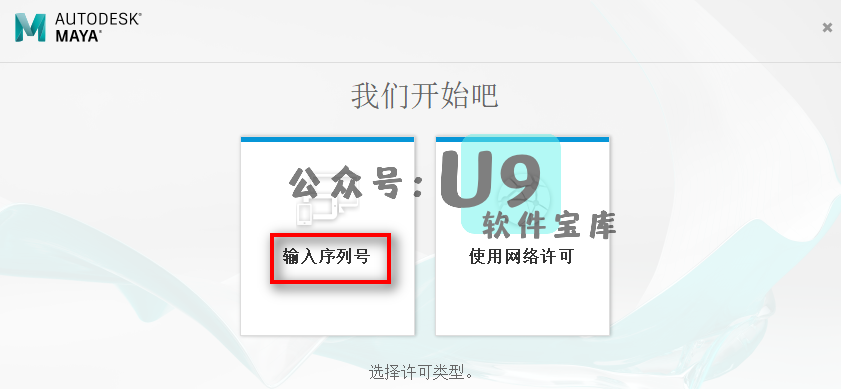 AUTODESK®
MAYA®
我们开始吧
公众号：U9
软件宝库
输入序列号
使用网络许可
选择许可类型。